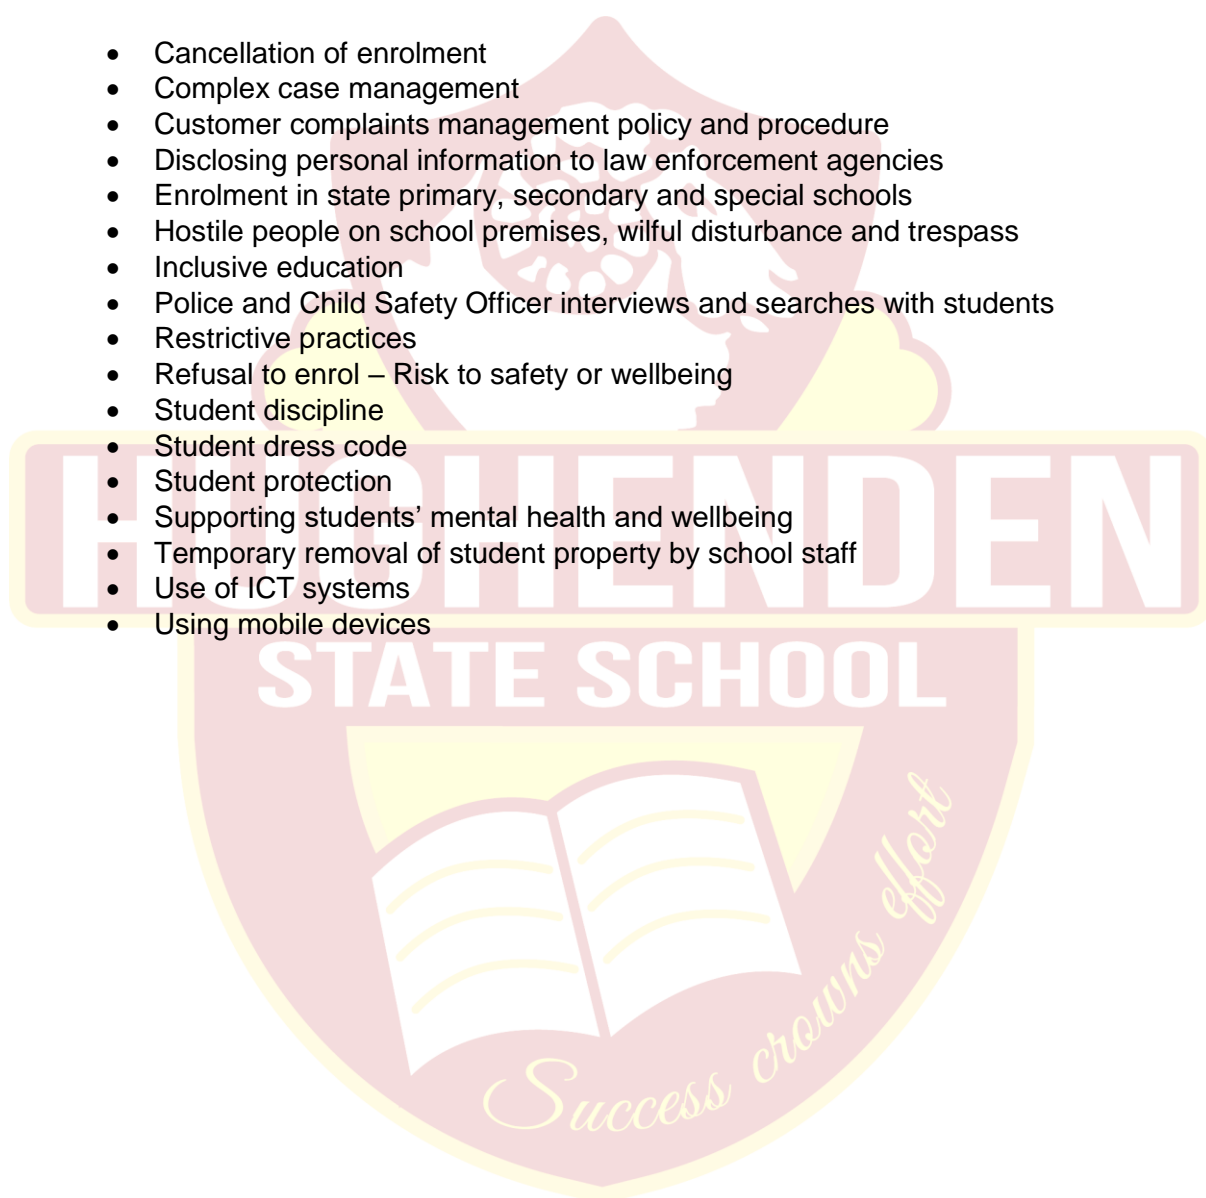 • Cancellation of enrolment
• Complex case management
• Customer complaints management policy and procedure
• Disclosing personal information to law enforcement agencies
• Enrolment in state primary, secondary and special schools
• Hostile people on school premises, wilful disturbance and trespass
• Inclusive education
• Police and Child Safety Officer interviews and searches with students
• Restrictive practices
• Refusal to enrol – Risk to safety or wellbeing
• Student discipline
• Student dress code
• Student protection
• Supporting students’ mental health and wellbeing
• Temporary removal of student property by school staff
• Use of ICT systems
• Using mobile devices
HUGHENDEN
STATE SCHOOL
Success crowns effort